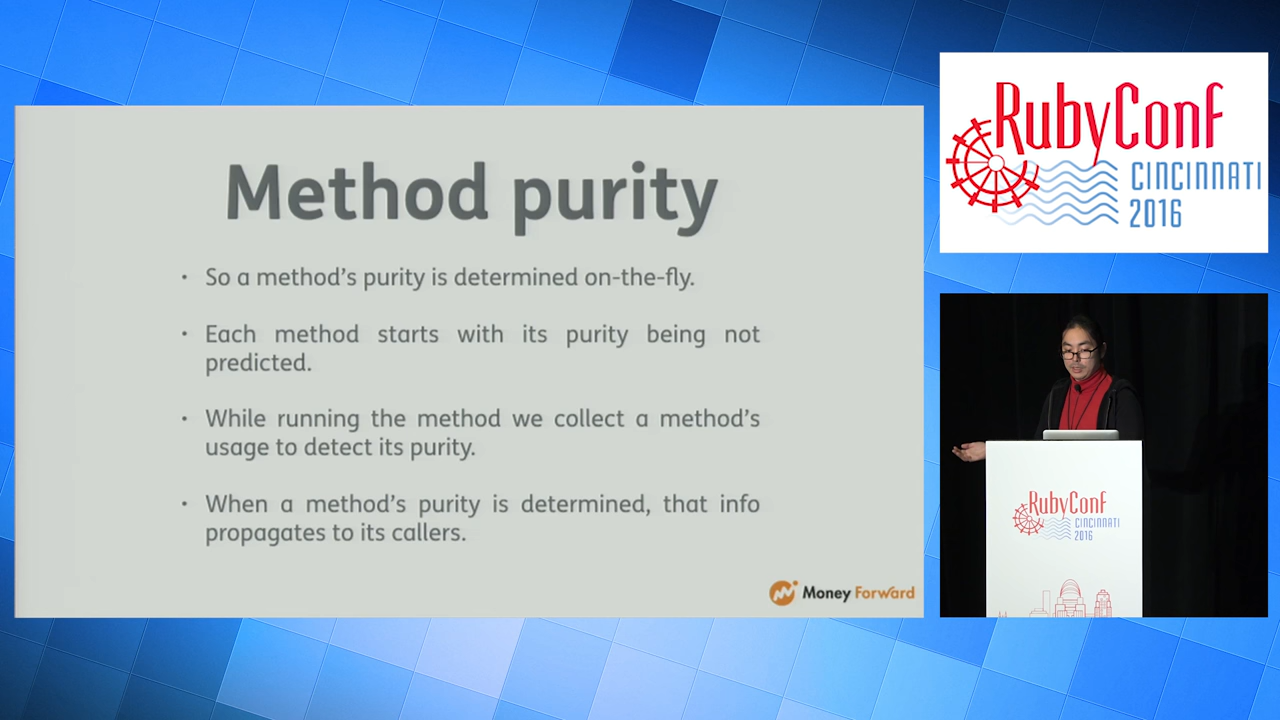 Method purity
• So a method's purity is determined on-the-fly.
• Each method starts with its purity being not
predicted.
• While running the method we collect a method's
usage to detect its purity.
• When a method's purity is determined, that info
propagates to its callers.
Money Forward
RubyConf
CINCINNATI
2016
RubyConf
CINCINNATI
2016